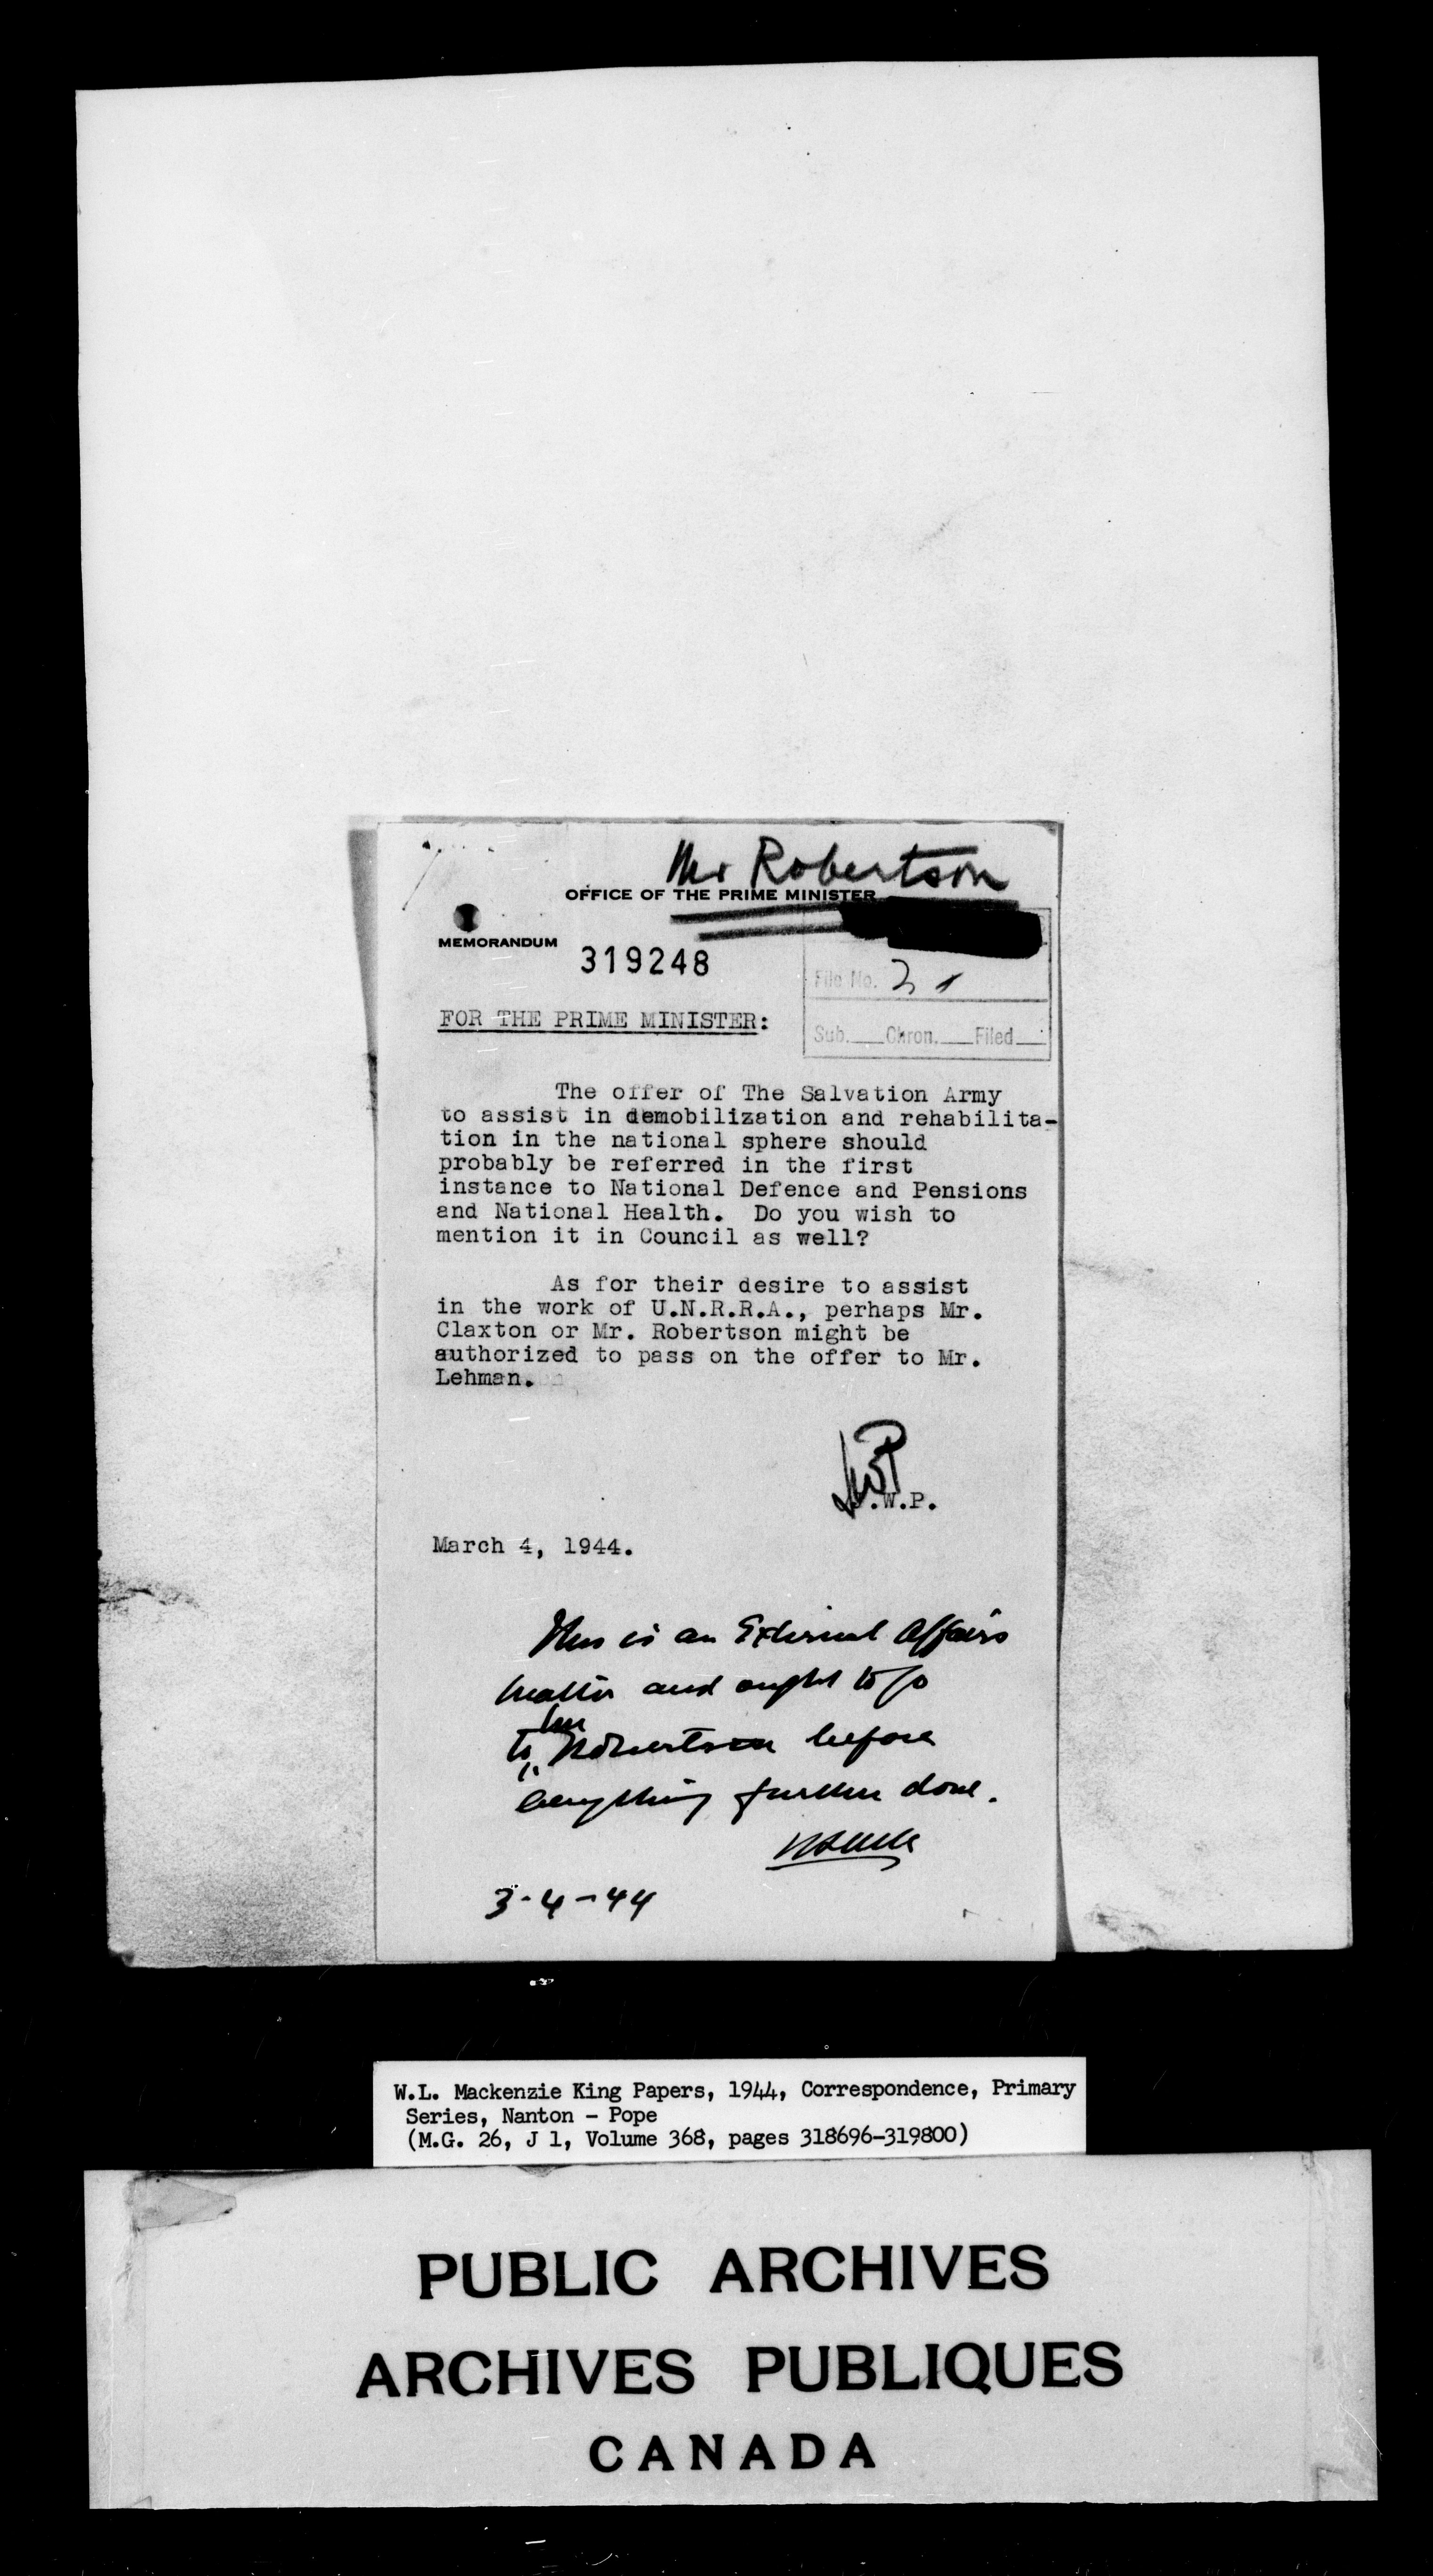 Mr Robertson
OFFICE OF THE PRIME MINISTER
MEMORANDUM
319248
File No. 21
FOR THE PRIME MINISTER:
Sub.___Chron.___Filed___
The offer of The Salvation Army
to assist in demobilization and rehabilita-
tion in the national sphere should
probably be referred in the first
instance to National Defence and Pensions
and National Health. Do you wish to
mention it in Council as well?
As for their desire to assist
in the work of U.N.R.R.A., perhaps Mr.
Claxton or Mr. Robertson might be
authorized to pass on the offer to Mr.
Lehman.
.W.P.
March 4, 1944.
This is an External Affairs
matter and ought to go
to Mr Robertson before
anything further done.
3-4-44
W.L. Mackenzie King Papers, 1944, Correspondence, Primary
Series, Nanton - Pope
(M.G. 26, J 1, Volume 368, pages 318696-319800)
PUBLIC ARCHIVES
ARCHIVES PUBLIQUES
CANADA